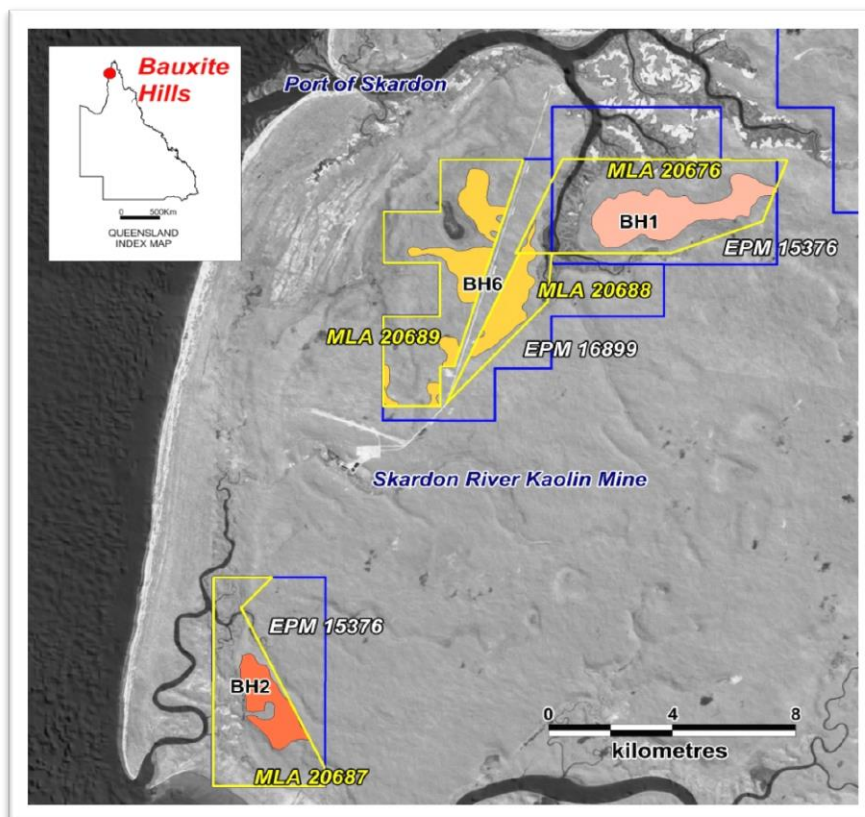 Bauxite
Hills
0 500Km
QUEENSLAND
INDEX MAP
Port of Skardon
MLA 20676
BH1
EPM 15376
BH6
MLA 20688
MLA 20689
EPM 16899
Skardon River Kaolin Mine
EPM 15376
BH2
MLA 20687
0 4 8
kilometres